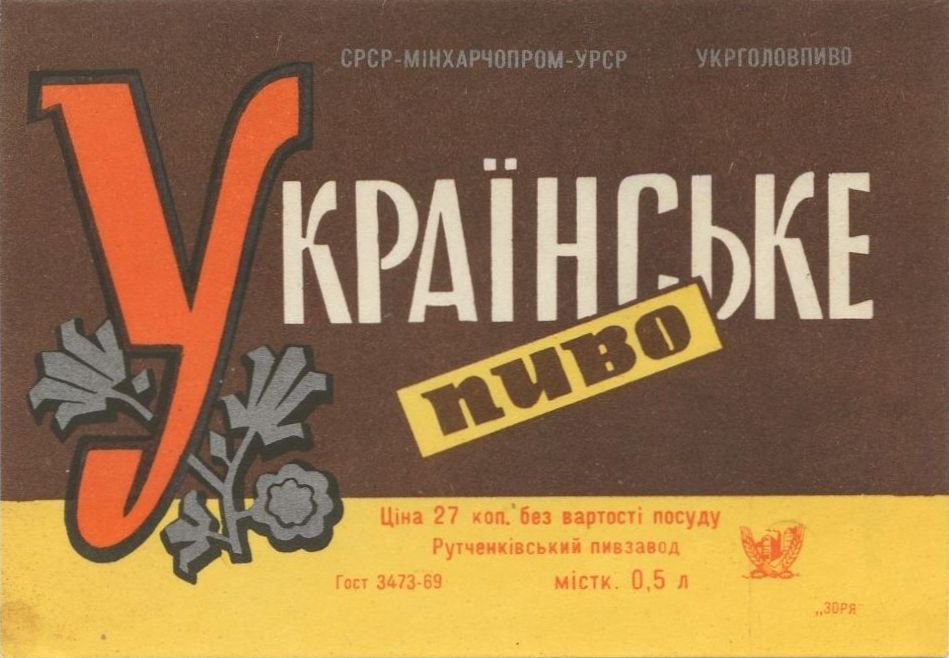 СРСР-МІНХАРЧОПРОМ-УРСР УКРГОЛОВПИВО
УКРАЇНСЬКЕ
пиво
Ціна 27 коп. без вартості посуду
Рутченківський пивзавод
Гост 3473-69 містк. 0,5 л
„ЗОРЯ"